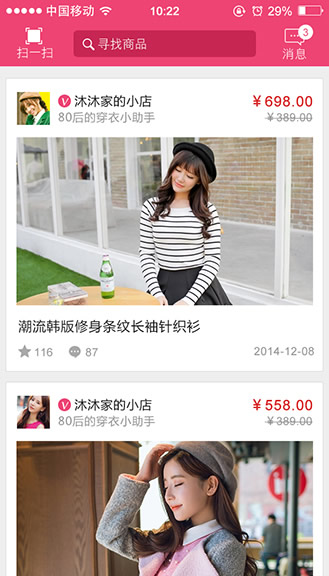 中国移动 10:22 29%
扫一扫
寻找商品
3
消息
V 沐沐家的小店
¥698.00
80后的穿衣小助手
¥389.00
潮流韩版修身条纹长袖针织衫
116 87 2014-12-08
V 沐沐家的小店
¥558.00
80后的穿衣小助手
¥389.00